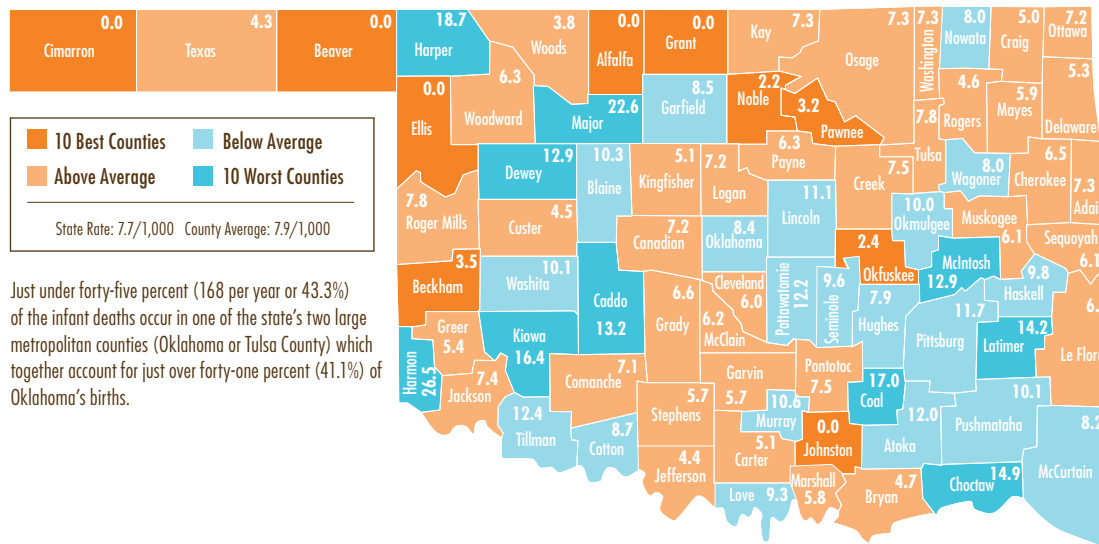 0.0
Cimarron
4.3
Texas
0.0
Beaver
18.7
Harper
3.8
Woods
0.0
Alfalfa
0.0
Grant
7.3
Kay
7.3
Osage
7.3
Washington
8.0
Nowata
5.0
Craig
7.2
Ottawa
0.0
Ellis
6.3
Woodward
22.6
Major
8.5
Garfield
2.2
Noble
3.2
Pawnee
4.6
Rogers
5.9
Mayes
5.3
Delaware
10 Best Counties
Below Average
Above Average
10 Worst Counties
State Rate: 7.7/1,000 County Average: 7.9/1,000
12.9
Dewey
10.3
Blaine
5.1
Kingfisher
7.2
Logan
6.3
Payne
7.5
Creek
7.8
Tulsa
8.0
Wagoner
6.5
Cherokee
7.3
Adai
7.8
Roger Mills
4.5
Custer
7.2
Canadian
8.4
Oklahoma
11.1
Lincoln
10.0
Okmulgee
Muskogee
6.1
Sequoyah
6.1
3.5
Beckham
10.1
Washita
Caddo
13.2
Cleveland
6.0
Pottawatamie
12.2
9.6
Seminole
2.4
Okfuskee
McIntosh
12.9
9.8
Haskell
Just under forty-five percent (168 per year or 43.3%)
of the infant deaths occur in one of the state's two large
metropolitan counties (Oklahoma or Tulsa County) which
together account for just over forty-one percent (41.1%) of
Oklahoma's births.
Greer
5.4
Kiowa
16.4
6.6
Grady
6.2
McClain
7.9
Hughes
11.7
Pittsburg
14.2
Latimer
6.
Le Flor
Harmon
26.5
7.4
Jackson
7.1
Comanche
Garvin
5.7
Pontotoc
7.5
17.0
Coal
12.4
Tillman
8.7
Cotton
5.7
Stephens
10.6
Murray
0.0
Johnston
12.0
Atoka
10.1
Pushmataha
8.2
McCurtain
4.4
Jefferson
5.1
Carter
Love 9.3
Marshall
5.8
4.7
Bryan
14.9
Choctaw